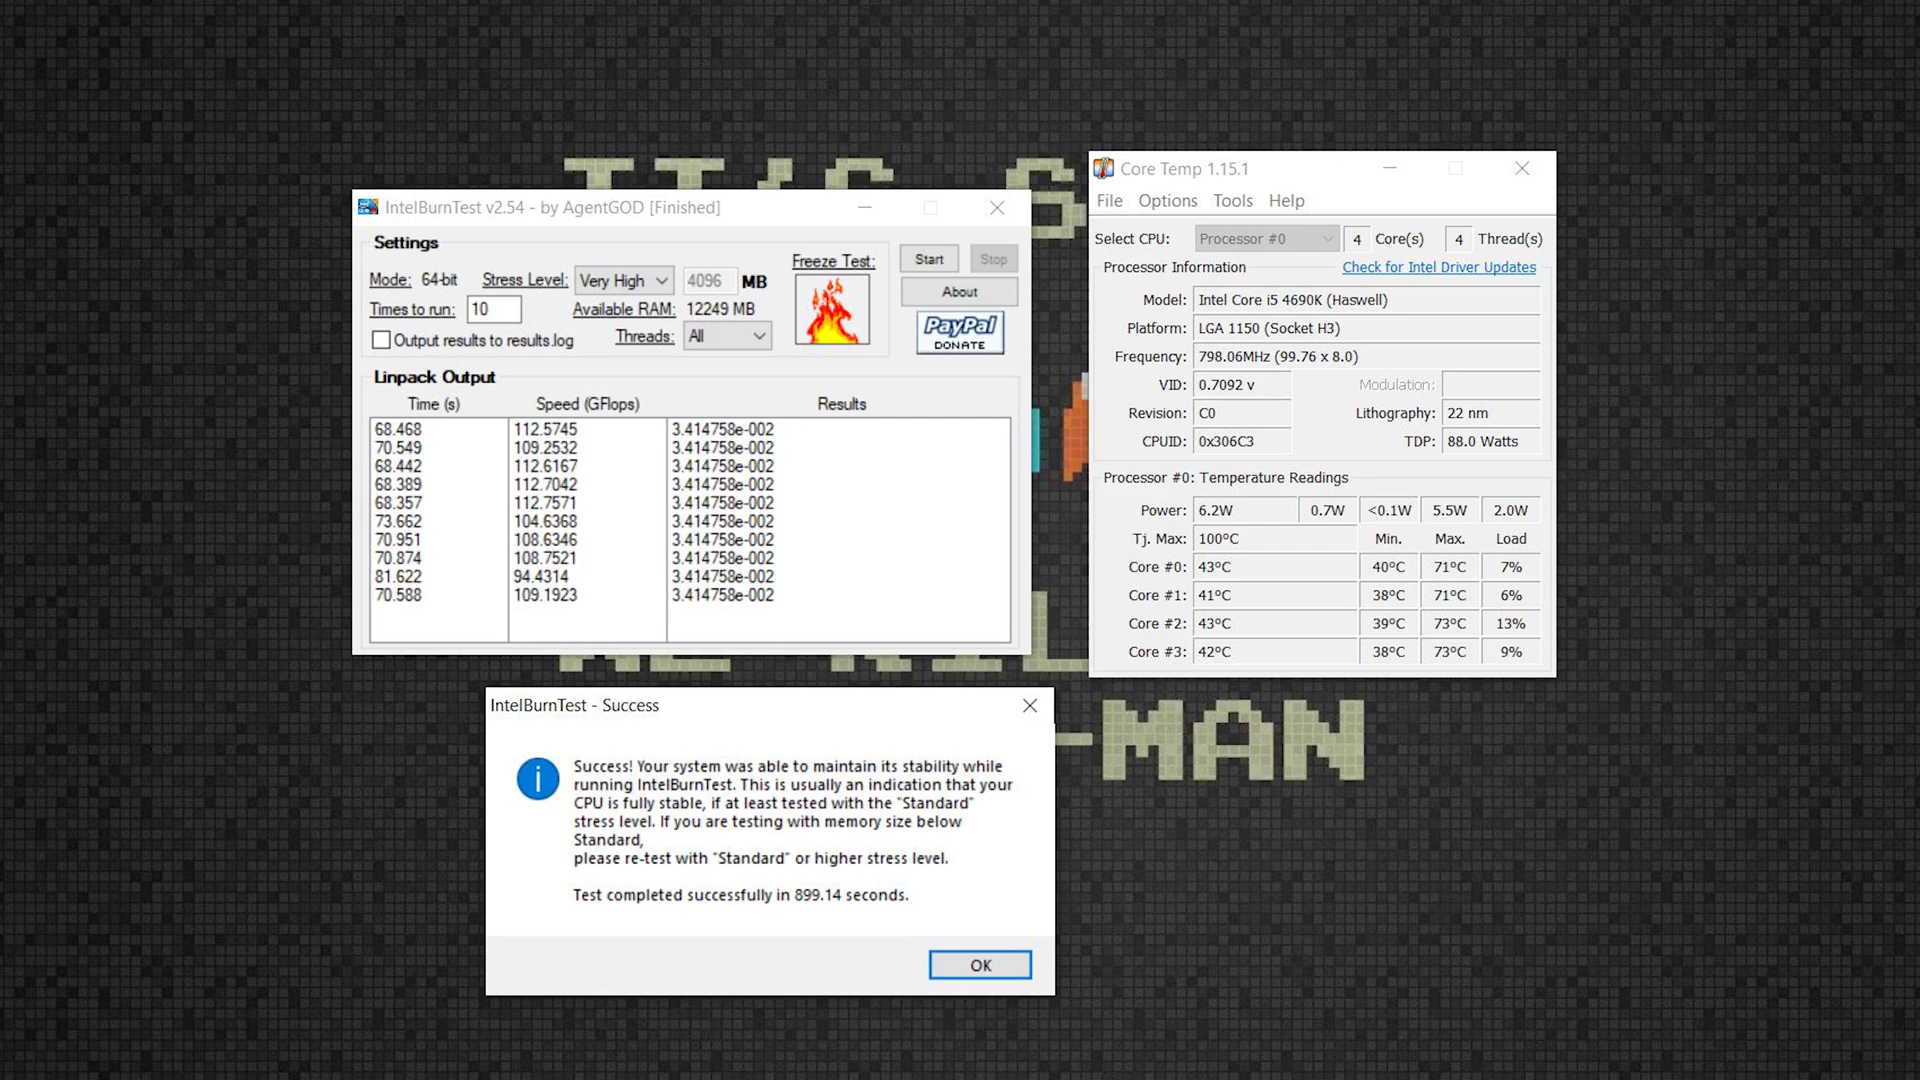 IntelBurnTest v2.54 - by AgentGOD [Finished]
Settings
Mode: 64-bit Stress Level: Very High 4096 MB
Times to run: 10 Available RAM: 12249 MB
Output results to results.log Threads: All
Freeze Test:
Start Stop
About
PayPal
DONATE
Linpack Output
Time (s) Speed (GFlops) Results
68.468 112.5745 3.414758e-002
70.549 109.2532 3.414758e-002
68.442 112.6167 3.414758e-002
68.389 112.7042 3.414758e-002
68.357 112.7571 3.414758e-002
73.662 104.6368 3.414758e-002
70.951 108.6346 3.414758e-002
70.874 108.7521 3.414758e-002
81.622 94.4314 3.414758e-002
70.588 109.1923 3.414758e-002
Core Temp 1.15.1
File Options Tools Help
Select CPU: Processor #0 4 Core(s) 4 Thread(s)
Processor Information Check for Intel Driver Updates
Model: Intel Core i5 4690K (Haswell)
Platform: LGA 1150 (Socket H3)
Frequency: 798.06MHz (99.76 x 8.0)
VID: 0.7092 v Modulation:
Revision: C0 Lithography: 22 nm
CPUID: 0x306C3 TDP: 88.0 Watts
Processor #0: Temperature Readings
Power: 6.2W 0.7W <0.1W 5.5W 2.0W
Tj. Max: 100°C Min. Max. Load
Core #0: 43°C 40°C 71°C 7%
Core #1: 41°C 38°C 71°C 6%
Core #2: 43°C 39°C 73°C 13%
Core #3: 42°C 38°C 73°C 9%
IntelBurnTest - Success
Success! Your system was able to maintain its stability while
running IntelBurnTest. This is usually an indication that your
CPU is fully stable, if at least tested with the "Standard"
stress level. If you are testing with memory size below
Standard,
please re-test with "Standard" or higher stress level.
Test completed successfully in 899.14 seconds.
OK
-MAN